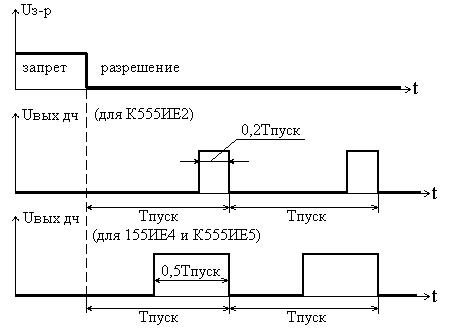 Uз-р
запрет разрешение
t
Uвых дч (для К555ИЕ2)
0,2Тпуск
t
Тпуск Тпуск
Uвых дч
(для 155ИЕ4 и К555ИЕ5)
0,5Тпуск
t
Тпуск Тпуск